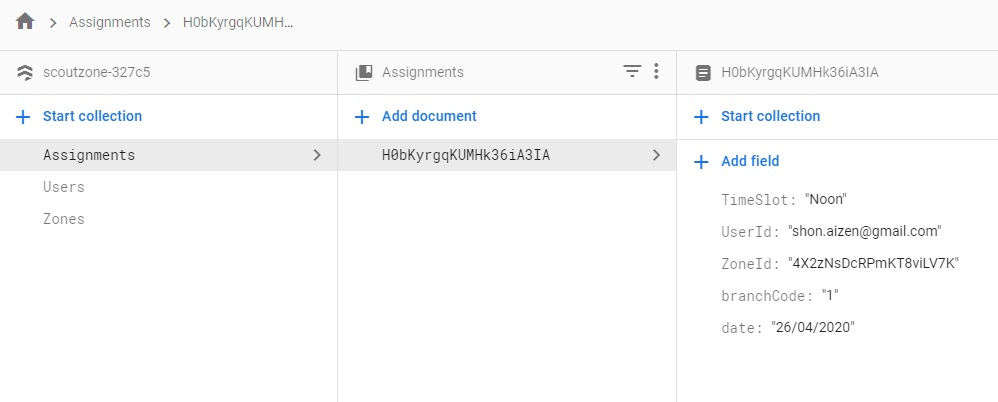 Assignments
H0bKyrgqKUMH...
scoutzone-327c5
Start collection
Assignments
Users
Zones
Assignments
Add document
H0bKyrgqKUMHk36iA3IA
H0bKyrgqKUMHk36iA3IA
Start collection
Add field
TimeSlot: "Noon"
UserId: "shon.aizen@gmail.com"
ZoneId: "4X2zNsDcRPmKT8viLV7K"
branchCode: "1"
date: "26/04/2020"